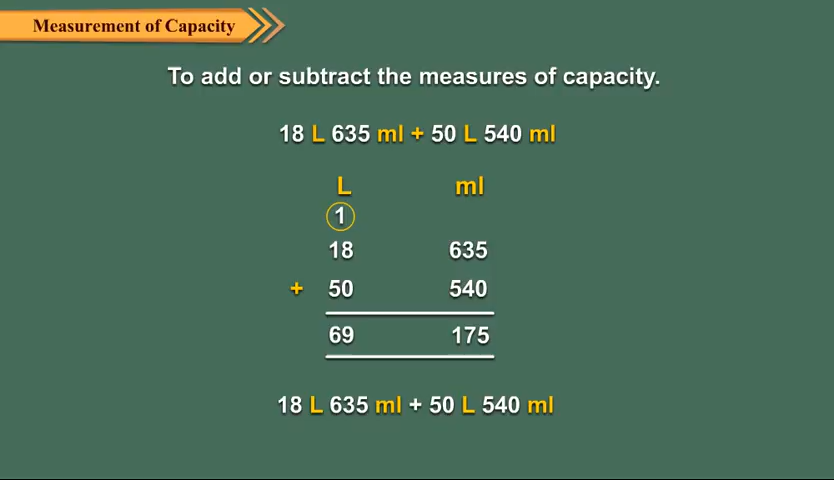 Measurement of Capacity
To add or subtract the measures of capacity.
18 L 635 ml + 50 L 540 ml
L ml
1
18 635
+ 50 540
69 175
18 L 635 ml + 50 L 540 ml